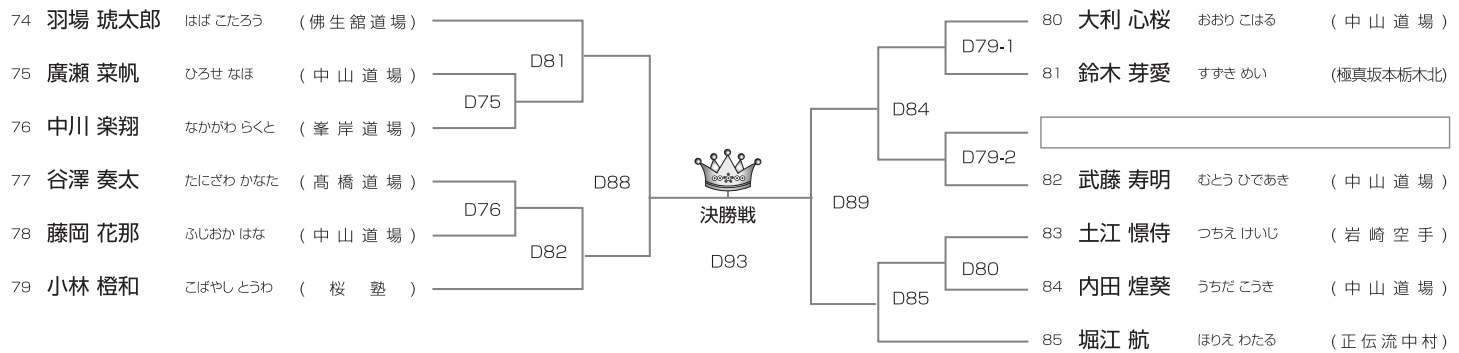 74 羽場 琥太郎 はば こたろう (佛生舘道場)
75 廣瀬 菜帆 ひろせ なほ (中山道場)
76 中川 楽翔 なかがわ らくと (峯岸道場)
77 谷澤 奏太 たにざわ かなた (髙橋道場)
78 藤岡 花那 ふじおか はな (中山道場)
79 小林 橙和 こばやし とうわ (桜塾)
D81
D75
D76
D82
D88
決勝戦
D93
D79-1
D84
D79-2
D89
D80
D85
80 大利 心桜 おおり こはる (中山道場)
81 鈴木 芽愛 すずき めい (極真坂本栃木北)
82 武藤 寿明 むとう ひであき (中山道場)
83 土江 憬侍 つちえ けいじ (岩崎空手)
84 内田 煌葵 うちだ こうき (中山道場)
85 堀江 航 ほりえ わたる (正伝流中村)